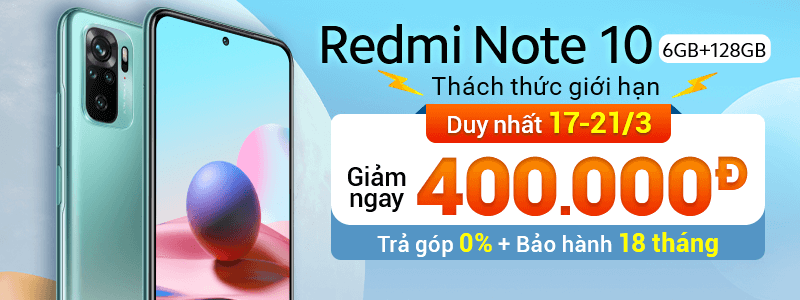 Redmi Note 10 6GB+128GB
Thách thức giới hạn
Duy nhất 17-21/3
Giảm ngay 400.000Đ
Trả góp 0% + Bảo hành 18 tháng